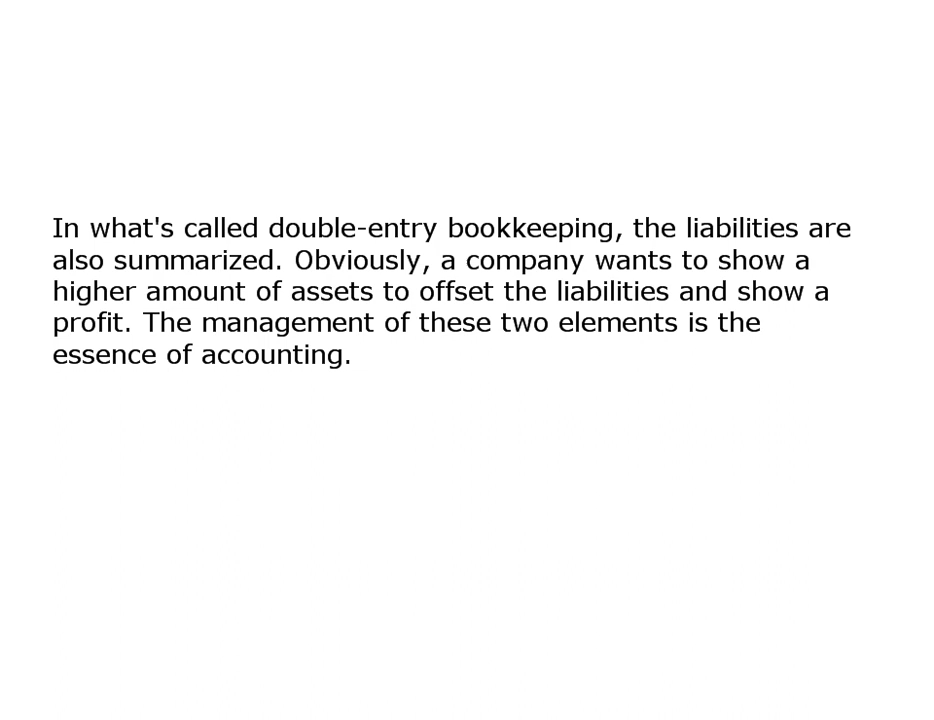 In what's called double-entry bookkeeping, the liabilities are
also summarized. Obviously, a company wants to show a
higher amount of assets to offset the liabilities and show a
profit. The management of these two elements is the
essence of accounting.